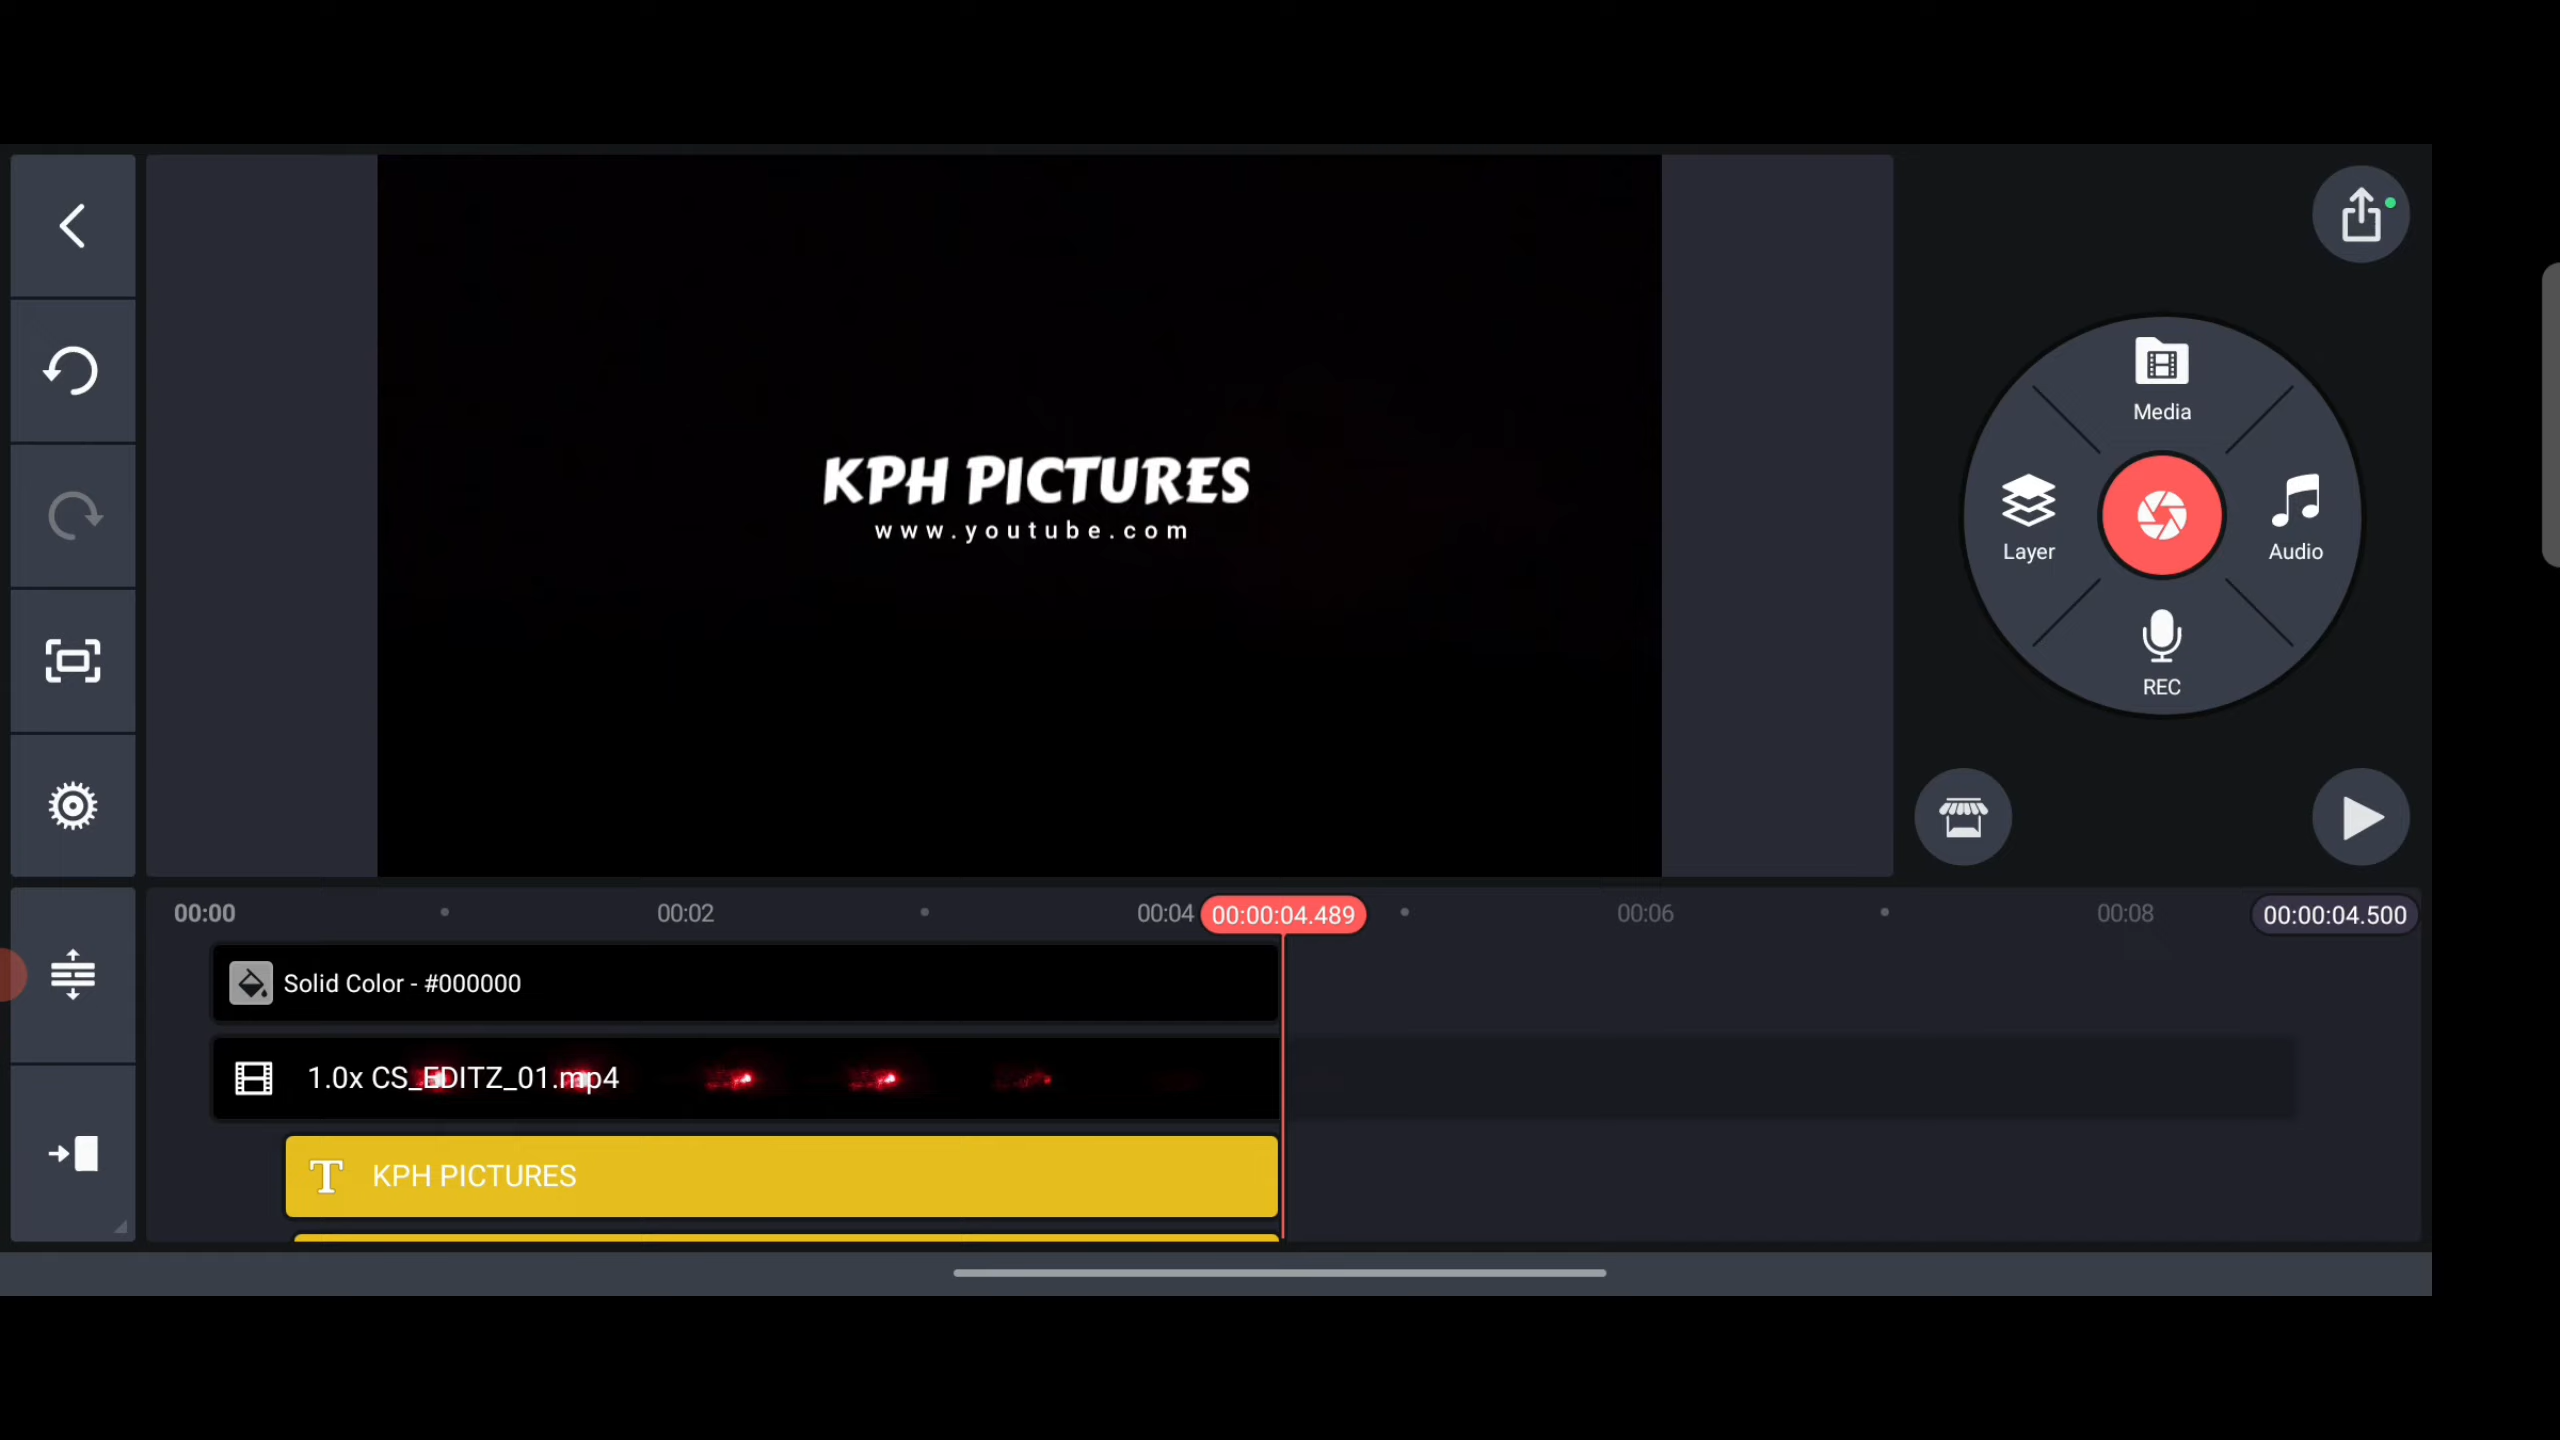 KPH PICTURES
www.youtube.com
Media
Layer
Audio
REC
00:00
00:02
00:04
00:00:04.489
00:06
00:08
00:00:04.500
Solid Color - #000000
1.0x CS_EDITZ_01.mp4
T KPH PICTURES